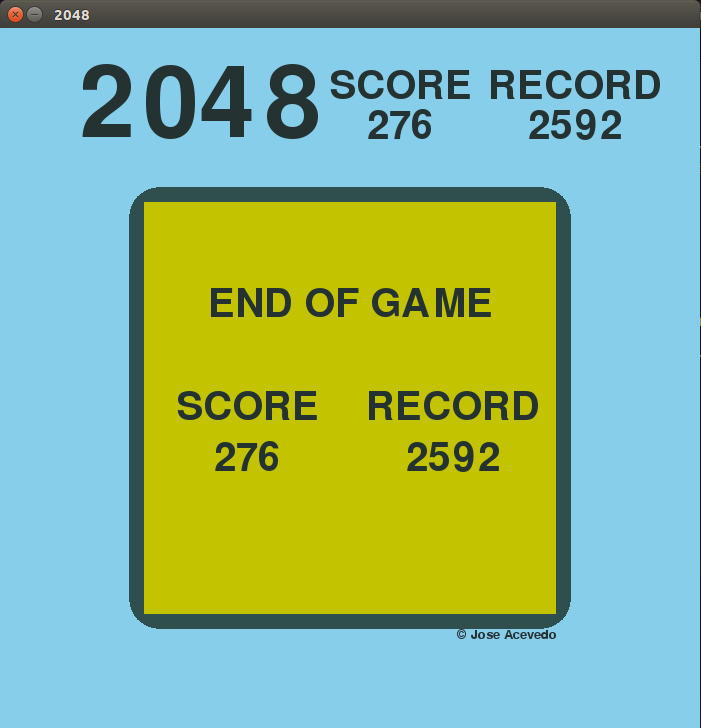 2048
2048 SCORE RECORD
276 2592
END OF GAME
SCORE RECORD
276 2592
© Jose Acevedo